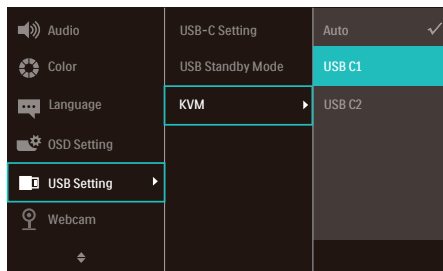 Audio
Color
Language
OSD Setting
USB Setting
Webcam
USB-C Setting
USB Standby Mode
KVM
Auto
USB C1
USB C2